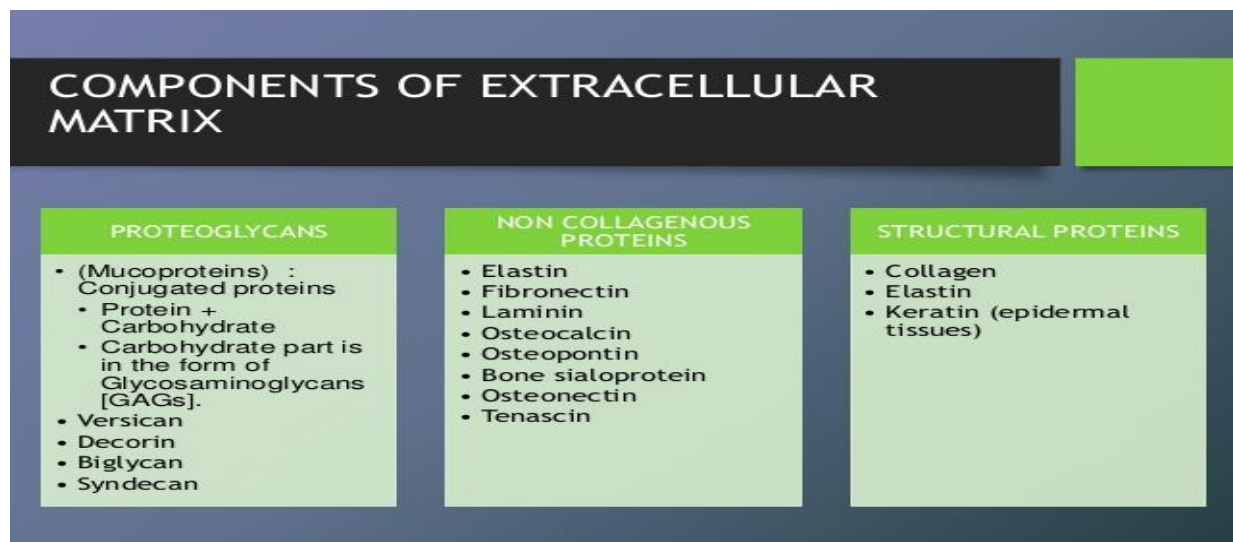 COMPONENTS OF EXTRACELLULAR
MATRIX
PROTEOGLYCANS
• (Mucoproteins) :
Conjugated proteins
• Protein +
Carbohydrate
• Carbohydrate part is
in the form of
Glycosaminoglycans
[GAGs].
• Versican
• Decorin
• Biglycan
• Syndecan
NON COLLAGENOUS
PROTEINS
• Elastin
• Fibronectin
• Laminin
• Osteocalcin
• Osteopontin
• Bone sialoprotein
• Osteonectin
• Tenascin
STRUCTURAL PROTEINS
• Collagen
• Elastin
• Keratin (epidermal
tissues)